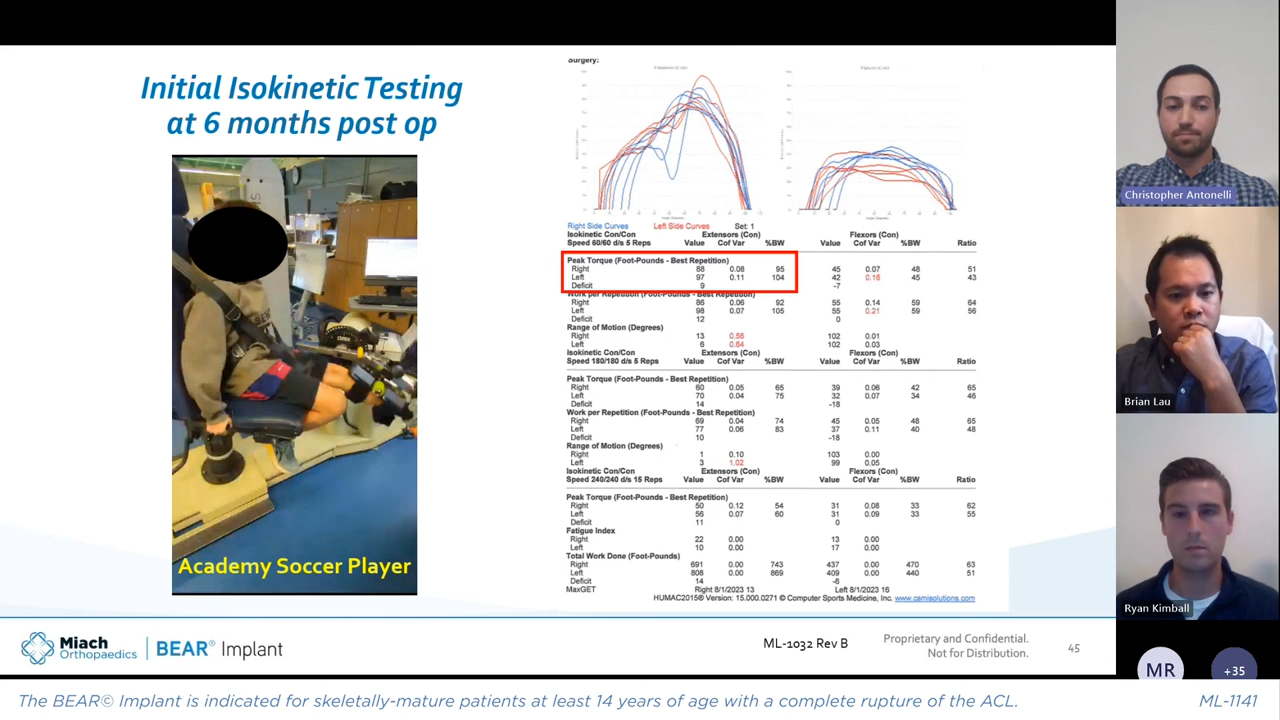 Initial Isokinetic Testing
at 6 months post op
Academy Soccer Player
Surgery:
Right Side Curves Left Side Curves Set: 1
Isokinetic Con/Con Extensors (Con) Flexors (Con)
Speed 60/60 d/s 5 Reps Value Cof Var %BW Value Cof Var %BW Ratio
Peak Torque (Foot-Pounds - Best Repetition)
Right 88 0.08 95 45 0.07 48 51
Left 97 0.11 104 42 0.16 45 43
Deficit 9 -7
Work per Repetition (Foot-Pounds - Best Repetition)
Right 86 0.06 92 55 0.14 59 64
Left 98 0.07 105 55 0.21 59 56
Deficit 12 0
Range of Motion (Degrees)
Right 13 0.56 102 0.01
Left 6 0.64 102 0.03
Isokinetic Con/Con Extensors (Con) Flexors (Con)
Speed 180/180 d/s 5 Reps Value Cof Var %BW Value Cof Var %BW Ratio
Peak Torque (Foot-Pounds - Best Repetition)
Right 60 0.05 65 39 0.06 42 65
Left 70 0.04 75 32 0.07 34 46
Deficit 14 -18
Work per Repetition (Foot-Pounds - Best Repetition)
Right 69 0.04 74 45 0.05 48 65
Left 77 0.06 83 37 0.11 40 48
Deficit 10 -18
Range of Motion (Degrees)
Right 1 0.10 103 0.00
Left 3 1.02 99 0.05
Isokinetic Con/Con Extensors (Con) Flexors (Con)
Speed 240/240 d/s 15 Reps Value Cof Var %BW Value Cof Var %BW Ratio
Peak Torque (Foot-Pounds - Best Repetition)
Right 50 0.12 54 31 0.08 33 62
Left 56 0.07 60 31 0.09 33 55
Deficit 11 0
Fatigue Index
Right 22 0.00 13 0.00
Left 10 0.00 17 0.00
Total Work Done (Foot-Pounds)
Right 691 0.00 743 437 0.00 470 63
Left 808 0.00 869 409 0.00 440 51
Deficit 14 -6
MaxGET Right 8/1/2023 13 Left 8/1/2023 16
HUMAC2015® Version: 15.000.0271 © Computer Sports Medicine, Inc. www.csmisolutions.com
Miach
Orthopaedics
BEAR® Implant
ML-1032 Rev B
Proprietary and Confidential.
Not for Distribution.
45
The BEAR© Implant is indicated for skeletally-mature patients at least 14 years of age with a complete rupture of the ACL.
ML-1141
Christopher Antonelli
Brian Lau
Ryan Kimball
MR
+35